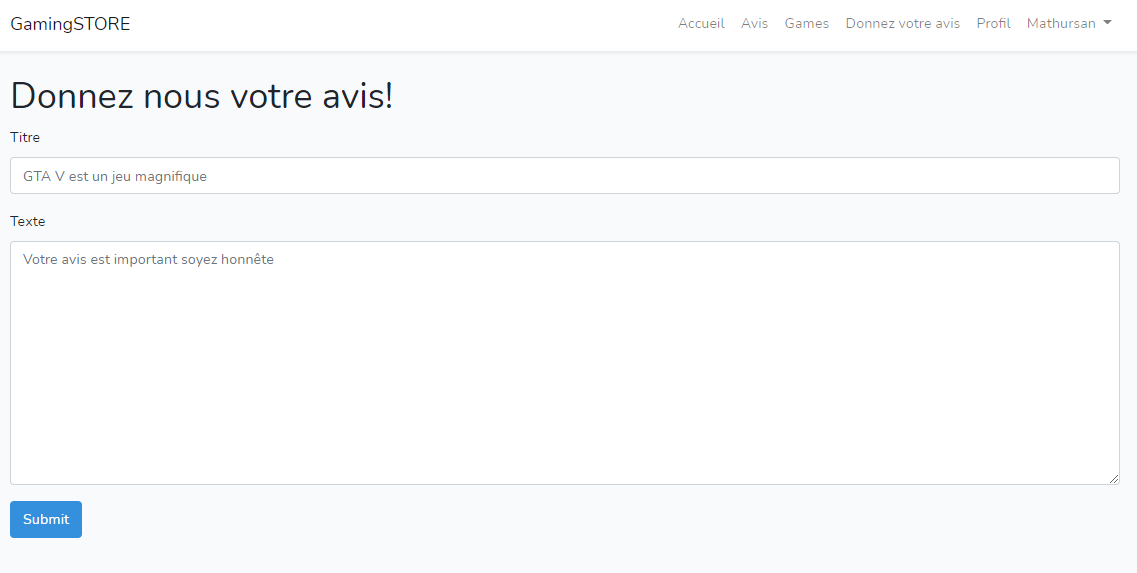 GamingSTORE Accueil Avis Games Donnez votre avis Profil Mathursan
Donnez nous votre avis!
Titre
GTA V est un jeu magnifique
Texte
Votre avis est important soyez honnête
Submit